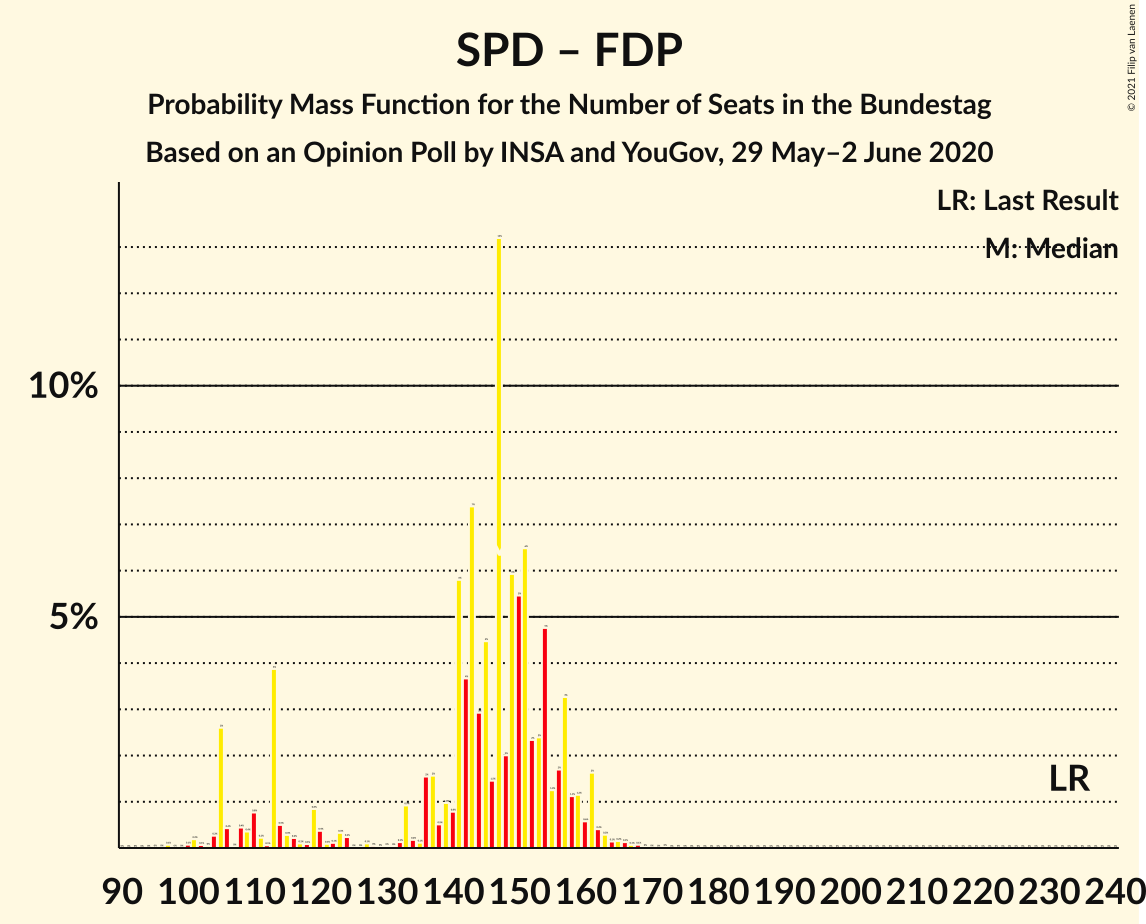 SPD – FDP
Probability Mass Function for the Number of Seats in the Bundestag
Based on an Opinion Poll by INSA and YouGov, 29 May–2 June 2020
© 2021 Filip van Laenen
LR: Last Result
M: Median
10%
5%
LR
90 100 110 120 130 140 150 160 170 180 190 200 210 220 230 240